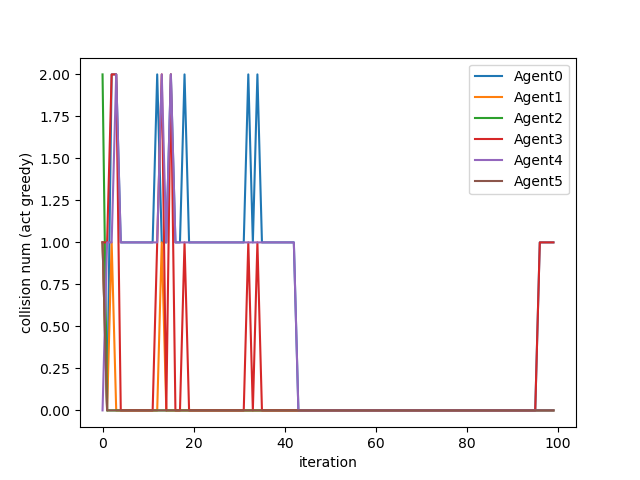 2.00
1.75
1.50
1.25
1.00
0.75
0.50
0.25
0.00
collision num (act greedy)
0
20
40
60
80
100
iteration
Agent0
Agent1
Agent2
Agent3
Agent4
Agent5